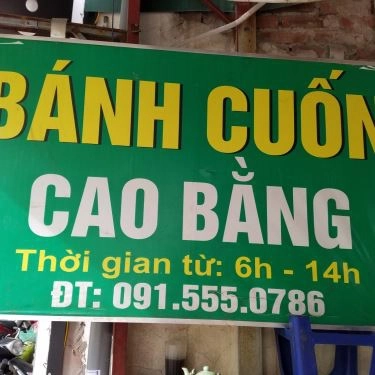 BÁNH CUỐN
CAO BẰNG
Thời gian từ: 6h - 14h
ĐT: 091.555.0786